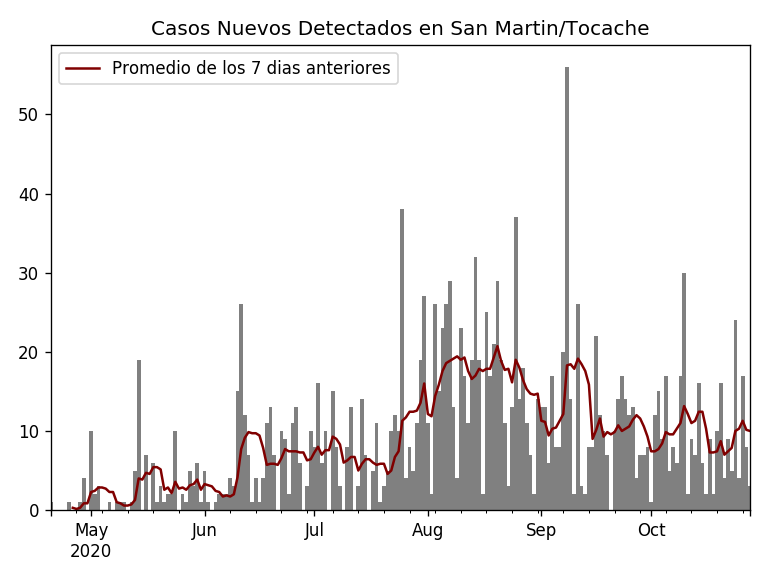 Casos Nuevos Detectados en San Martin/Tocache
Promedio de los 7 dias anteriores
50
40
30
20
10
0
May Jun Jul Aug Sep Oct
2020